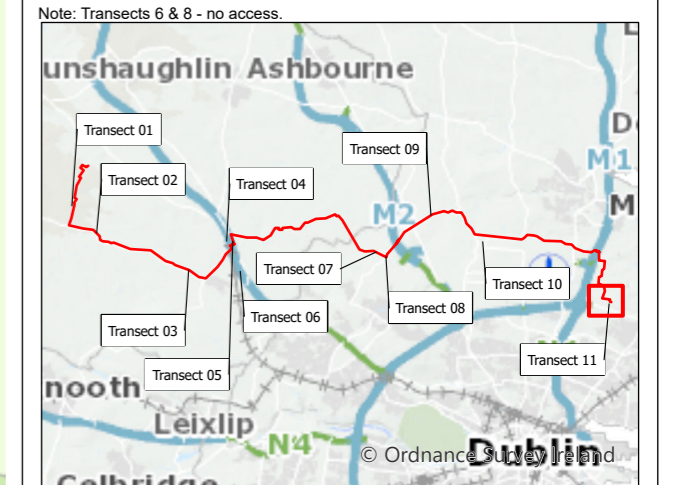 Note: Transects 6 & 8 - no access.
unshaughlin Ashbourne
Transect 01
Transect 09
M1
Transect 02
Transect 04
M2
Transect 07
Transect 10
Transect 08
Transect 06
Transect 03
Transect 11
Transect 05
nooth
Leixlip
N4
Dublin
© Ordnance Survey Ireland
Celbridge